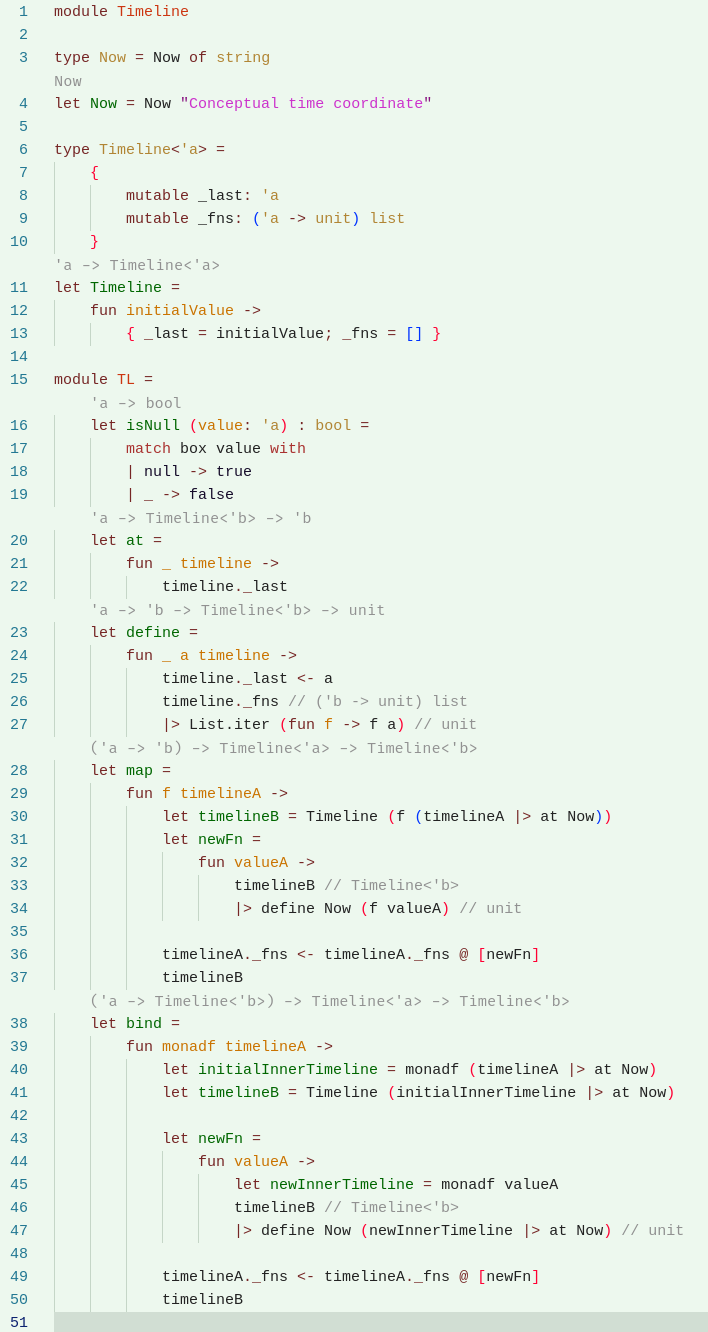 1 module Timeline
2
3 type Now = Now of string
Now
4 let Now = Now "Conceptual time coordinate"
5
6 type Timeline<'a> =
7     {
8         mutable _last: 'a
9         mutable _fns: ('a -> unit) list
10     }
'a -> Timeline<'a>
11 let Timeline =
12     fun initialValue ->
13         { _last = initialValue; _fns = [] }
14
15 module TL =
    'a -> bool
16     let isNull (value: 'a) : bool =
17         match box value with
18         | null -> true
19         | _ -> false
    'a -> Timeline<'b> -> 'b
20     let at =
21         fun _ timeline ->
22             timeline._last
    'a -> 'b -> Timeline<'b> -> unit
23     let define =
24         fun _ a timeline ->
25             timeline._last <- a
26             timeline._fns // ('b -> unit) list
27             |> List.iter (fun f -> f a) // unit
    ('a -> 'b) -> Timeline<'a> -> Timeline<'b>
28     let map =
29         fun f timelineA ->
30             let timelineB = Timeline (f (timelineA |> at Now))
31             let newFn =
32                 fun valueA ->
33                     timelineB // Timeline<'b>
34                     |> define Now (f valueA) // unit
35
36             timelineA._fns <- timelineA._fns @ [newFn]
37             timelineB
    ('a -> Timeline<'b>) -> Timeline<'a> -> Timeline<'b>
38     let bind =
39         fun monadf timelineA ->
40             let initialInnerTimeline = monadf (timelineA |> at Now)
41             let timelineB = Timeline (initialInnerTimeline |> at Now)
42
43             let newFn =
44                 fun valueA ->
45                     let newInnerTimeline = monadf valueA
46                     timelineB // Timeline<'b>
47                     |> define Now (newInnerTimeline |> at Now) // unit
48
49             timelineA._fns <- timelineA._fns @ [newFn]
50             timelineB
51